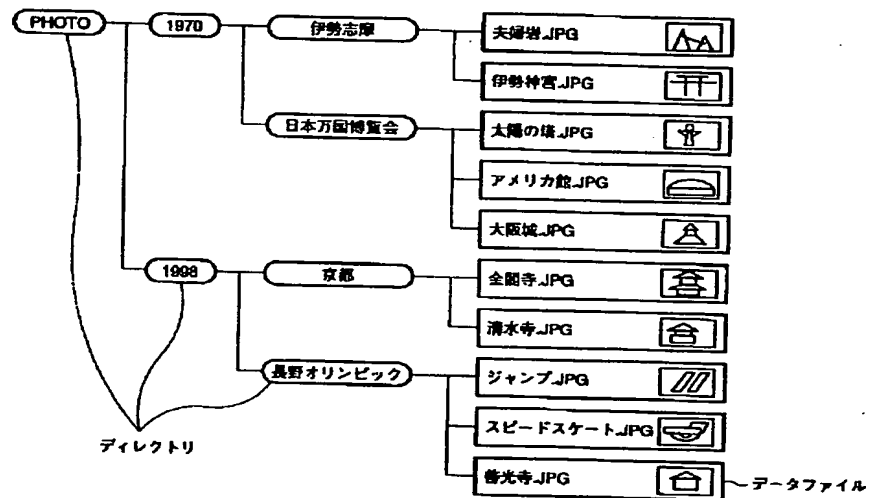 PHOTO
1970
伊勢志摩
夫婦岩.JPG
伊勢神宮.JPG
日本万国博覧会
太陽の塔.JPG
アメリカ館.JPG
大阪城.JPG
1998
京都
金閣寺.JPG
清水寺.JPG
長野オリンピック
ジャンプ.JPG
スピードスケート.JPG
善光寺.JPG
ディレクトリ
データファイル